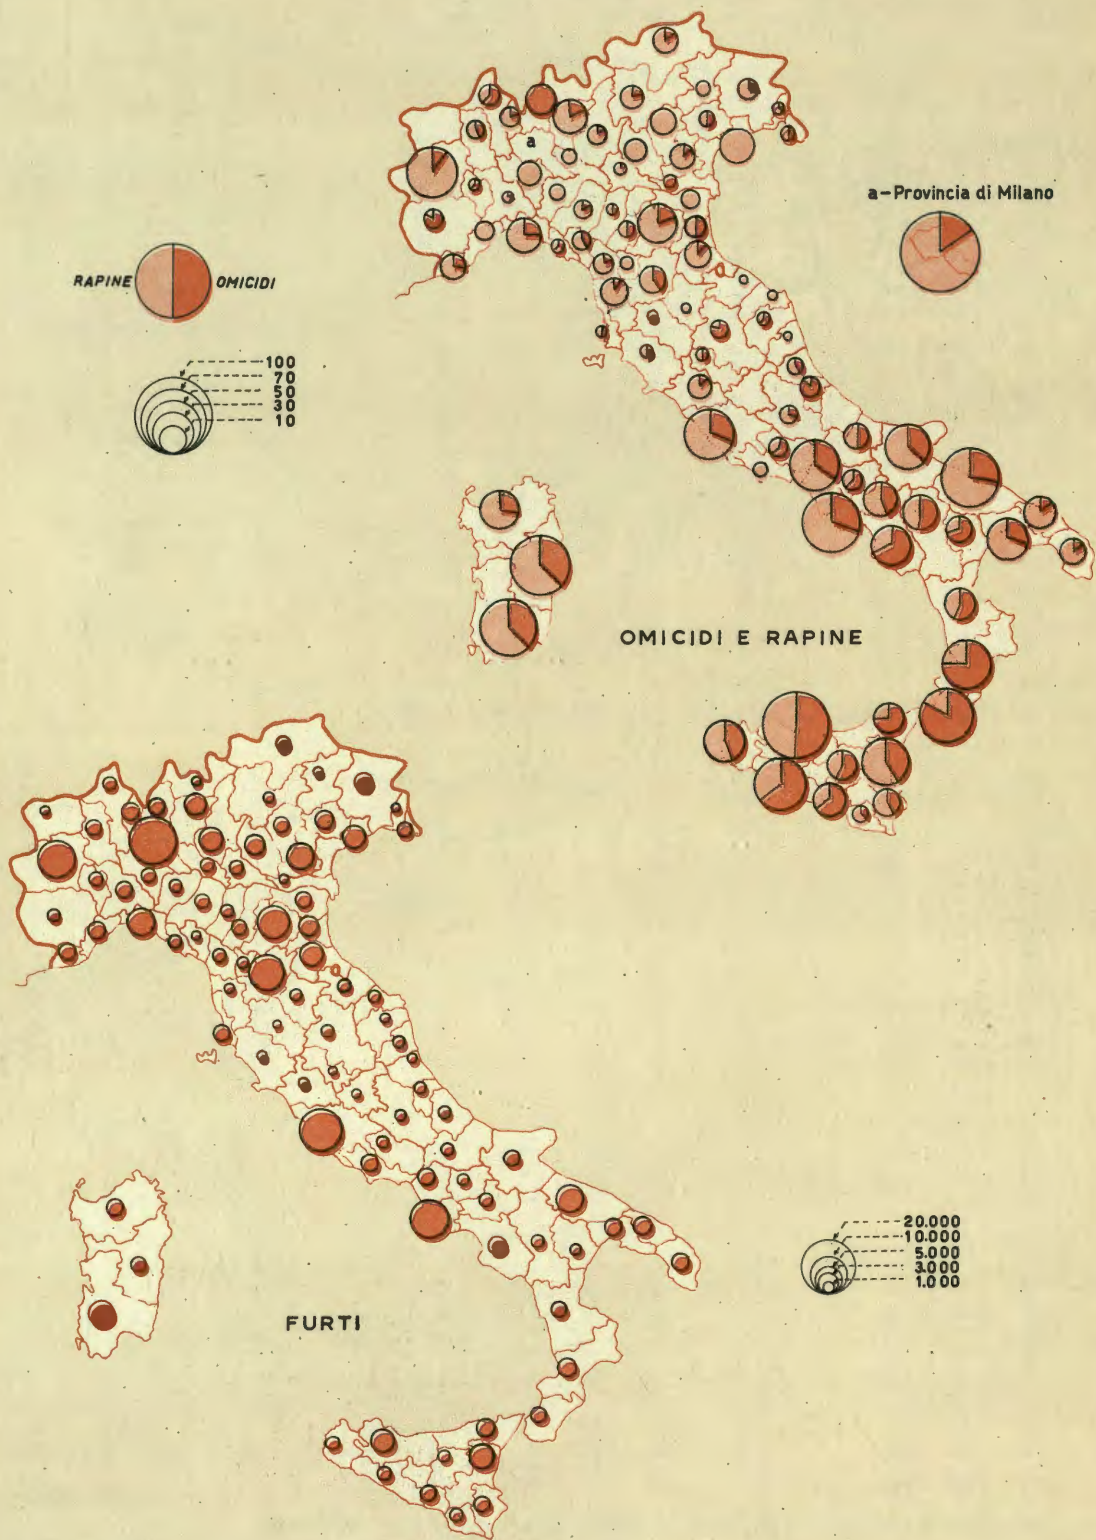 a-Provincia di Milano
a
RAPINE OMICIDI
100
70
50
30
10
OMICIDI E RAPINE
20.000
10.000
5.000
3.000
1.000
FURTI